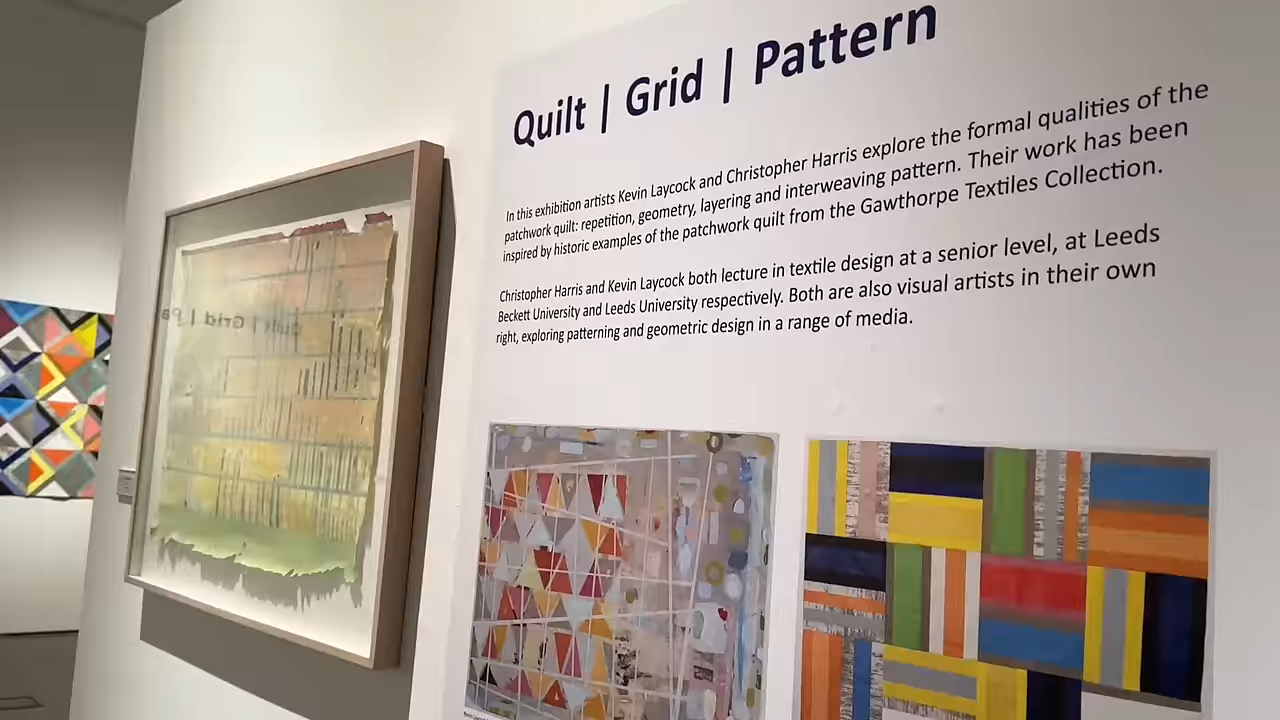 Quilt | Grid | Pattern
In this exhibition artists Kevin Laycock and Christopher Harris explore the formal qualities of the
patchwork quilt: repetition, geometry, layering and interweaving pattern. Their work has been
inspired by historic examples of the patchwork quilt from the Gawthorpe Textiles Collection.
Christopher Harris and Kevin Laycock both lecture in textile design at a senior level, at Leeds
Beckett University and Leeds University respectively. Both are also visual artists in their own
right, exploring patterning and geometric design in a range of media.